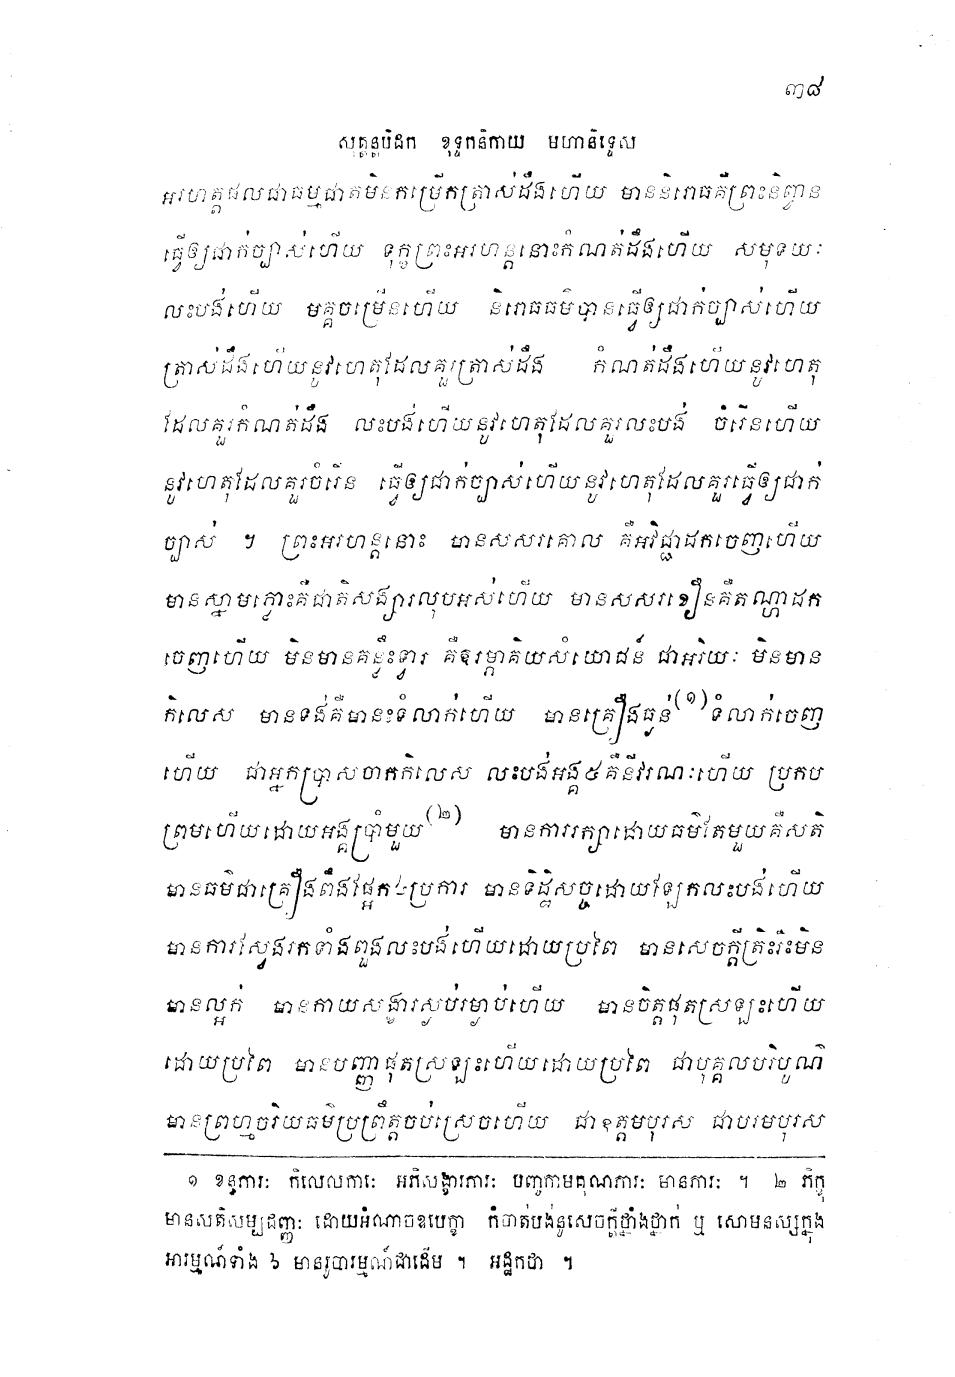 ៣៨
សុត្តន្តបិដក ខុទ្ទកនិកាយ មហានិទ្ទេស
អរហត្តផលជាធម្មជាតមិនកម្រើកត្រាស់ដឹងហើយ មាននិរោធគឺព្រះនិព្វាន
ធ្វើឲ្យជាក់ច្បាស់ហើយ ទុក្ខព្រះអរហន្តនោះកំណត់ដឹងហើយ សមុទយៈ
លះបង់ហើយ មគ្គចម្រើនហើយ និរោធធម៌បានធ្វើឲ្យជាក់ច្បាស់ហើយ
ត្រាស់ដឹងហើយនូវហេតុដែលគួរត្រាស់ដឹង កំណត់ដឹងហើយនូវហេតុ
ដែលគួរកំណត់ដឹង លះបង់ហើយនូវហេតុដែលគួរលះបង់ ចំរើនហើយ
នូវហេតុដែលគួរចំរើន ធ្វើឲ្យជាក់ច្បាស់ហើយនូវហេតុដែលគួរធ្វើឲ្យជាក់
ច្បាស់ ។ ព្រះអរហន្តនោះ មានសសរគោល គឺអវិជ្ជាដកចេញហើយ
មានស្នាមភ្លោះគឺជាតិសង្សារលុបអស់ហើយ មានសសរខឿនគឺតណ្ហាដក
ចេញហើយ មិនមានគន្លឹះទ្វារ គឺឱរម្ភាគិយសំយោជន៍ ជាអរិយៈ មិនមាន
កិលេស មានទង់គឺមានះទំលាក់ហើយ មានគ្រឿងធ្ងន់(១)ទំលាក់ចេញ
ហើយ ជាអ្នកប្រាសចាកកិលេស លះបង់អង្គ៥គឺនីវរណៈហើយ ប្រកប
ព្រមហើយដោយអង្គប្រាំមួយ(២) មានការរក្សាដោយធម៌តែមួយគឺសតិ
មានធម៌ជាគ្រឿងពឹងផ្អែក៤ប្រការ មានទិដ្ឋិសច្ចដោយឡែកលះបង់ហើយ
មានការស្វែងរកទាំងពួងលះបង់ហើយដោយប្រពៃ មានសេចក្តីត្រិះរិះមិន
មានល្អក់ មានកាយសង្ខារស្ងប់រម្ងាប់ហើយ មានចិត្តផុតស្រឡះហើយ
ដោយប្រពៃ មានបញ្ញាផុតស្រឡះហើយដោយប្រពៃ ជាបុគ្គលបរិបូណ៌
មានព្រហ្មចរិយធម៌ប្រព្រឹត្តចប់ស្រេចហើយ ជាឧត្តមបុរស ជាបរមបុរស
១ ខន្ធភារៈ កិលេសភារៈ អភិសង្ខារភារៈ បញ្ចកាមគុណភារៈ មានភារៈ ។ ២ ភិក្ខុ
មានសតិសម្បជញ្ញៈ ដោយអំណាចឧបេក្ខា កំចាត់បង់នូវសេចក្តីថ្នាំងថ្នាក់ ឬ សោមនស្សក្នុង
អារម្មណ៍ទាំង ៦ មានរូបារម្មណ៍ជាដើម ។ អដ្ឋកថា ។